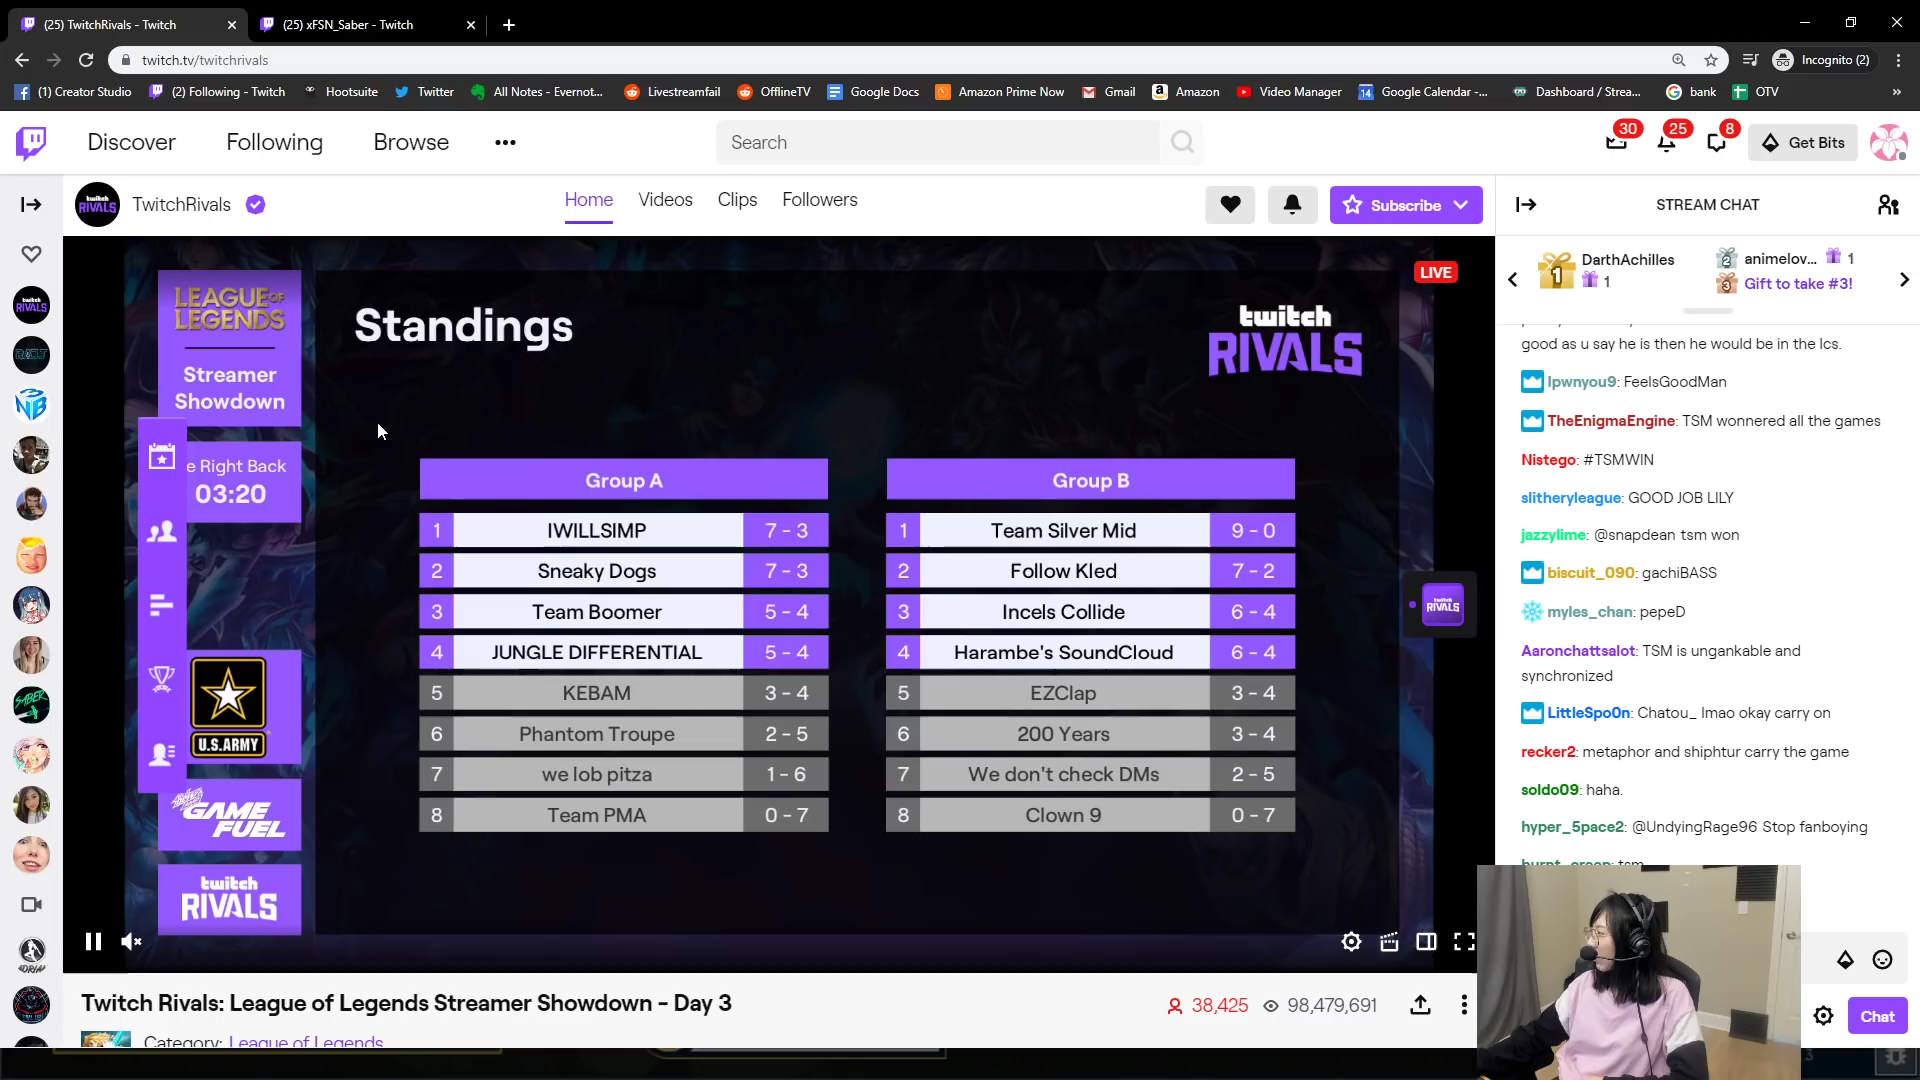 (25) TwitchRivals - Twitch
(25) xFSN_Saber - Twitch
twitch.tv/twitchrivals
Incognito (2)
(1) Creator Studio
(2) Following - Twitch
Hootsuite
Twitter
All Notes - Evernot...
Livestreamfail
OfflineTV
Google Docs
Amazon Prime Now
Gmail
Amazon
Video Manager
14
Google Calendar -...
Dashboard / Strea...
bank
OTV
»
Discover
Following
Browse
Search
30
25
8
Get Bits
TwitchRivals
Home
Videos
Clips
Followers
Subscribe
STREAM CHAT
LEAGUE OF
LEGENDS
Streamer
Showdown
e Right Back
03:20
U.S.ARMY
GAME
FUEL
twitch
RIVALS
Standings
twitch
RIVALS
LIVE
Group A
1 IWILLSIMP 7 - 3
2 Sneaky Dogs 7 - 3
3 Team Boomer 5 - 4
4 JUNGLE DIFFERENTIAL 5 - 4
5 KEBAM 3 - 4
6 Phantom Troupe 2 - 5
7 we lob pitza 1 - 6
8 Team PMA 0 - 7
Group B
1 Team Silver Mid 9 - 0
2 Follow Kled 7 - 2
3 Incels Collide 6 - 4
4 Harambe's SoundCloud 6 - 4
5 EZClap 3 - 4
6 200 Years 3 - 4
7 We don't check DMs 2 - 5
8 Clown 9 0 - 7
twitch
RIVALS
Twitch Rivals: League of Legends Streamer Showdown - Day 3
38,425
98,479,691
Category: League of Legends
1 DarthAchilles
1
2 animelov... 1
3 Gift to take #3!
good as u say he is then he would be in the lcs.
Ipwnyou9: FeelsGoodMan
TheEnigmaEngine: TSM wonnered all the games
Nistego: #TSMWIN
slitheryleague: GOOD JOB LILY
jazzylime: @snapdean tsm won
biscuit_090: gachiBASS
myles_chan: pepeD
Aaronchattsalot: TSM is ungankable and
synchronized
LittleSpo0n: Chatou_ lmao okay carry on
recker2: metaphor and shiphtur carry the game
soldo09: haha.
hyper_5pace2: @UndyingRage96 Stop fanboying
Chat